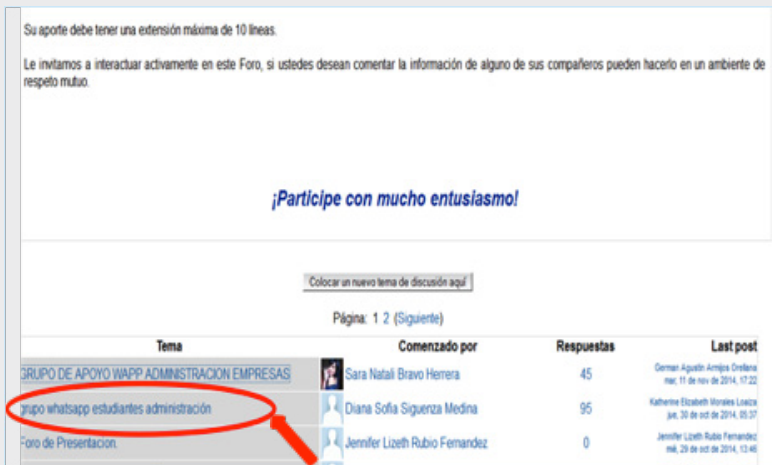 Su aporte debe tener una extensión máxima de 10 líneas.
Le invitamos a interactuar activamente en este Foro, si ustedes desean comentar la información de alguno de sus compañeros pueden hacerlo en un ambiente de
respeto mutuo.
¡Participe con mucho entusiasmo!
Colocar un nuevo tema de discusión aquí
Página: 1 2 (Siguiente)
Tema Comenzado por Respuestas Last post
GRUPO DE APOYO WAPP ADMINISTRACION EMPRESAS Sara Natali Bravo Herrera 45 German Agustin Armijos Orellana
mar, 11 de nov de 2014, 17:22
grupo whatsapp estudiantes administración Diana Sofia Siguenza Medina 95 Katherine Elizabeth Morales Loaiza
jue, 30 de oct de 2014, 05:37
Foro de Presentacion. Jennifer Lizeth Rubio Fernandez 0 Jennifer Lizeth Rubio Fernandez
mié, 29 de oct de 2014, 13:46